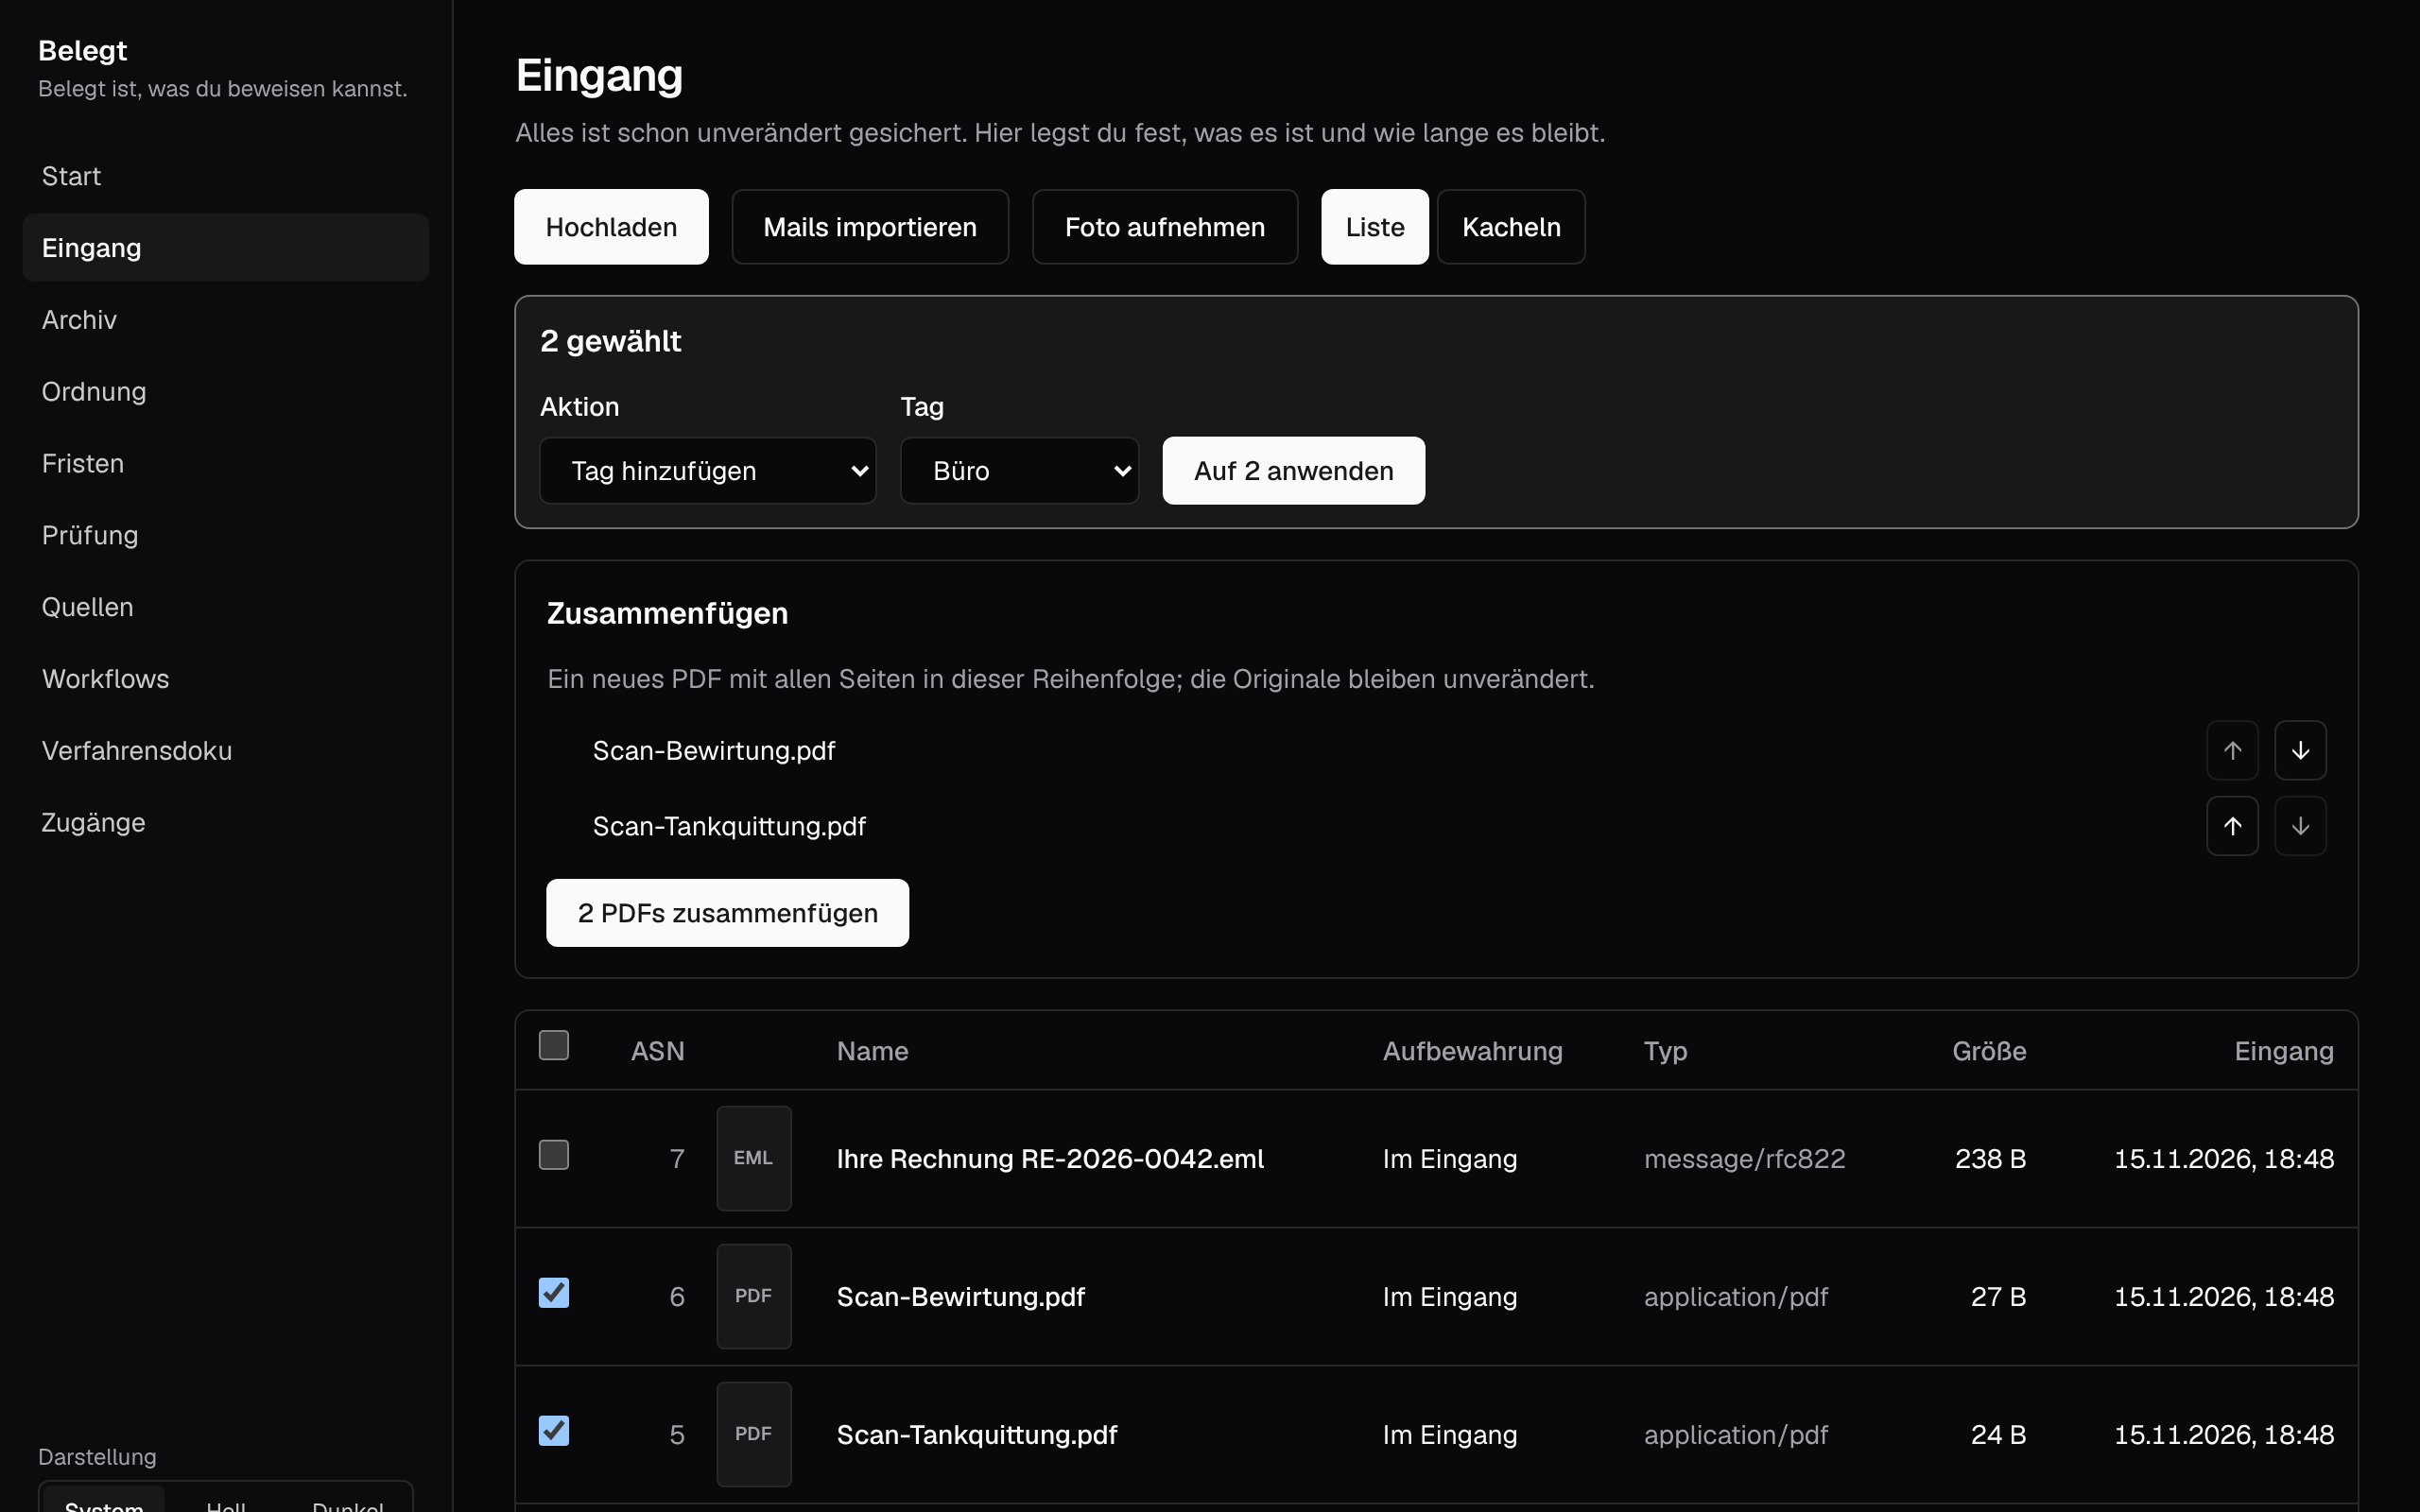 Belegt
Belegt ist, was du beweisen kannst.
Start
Eingang
Archiv
Ordnung
Fristen
Prüfung
Quellen
Workflows
Verfahrensdoku
Zugänge
Darstellung
System Hell Dunkel
Eingang
Alles ist schon unverändert gesichert. Hier legst du fest, was es ist und wie lange es bleibt.
Hochladen Mails importieren Foto aufnehmen Liste Kacheln
2 gewählt
Aktion Tag
Tag hinzufügen Büro Auf 2 anwenden
Zusammenfügen
Ein neues PDF mit allen Seiten in dieser Reihenfolge; die Originale bleiben unverändert.
Scan-Bewirtung.pdf ↑ ↓
Scan-Tankquittung.pdf ↑ ↓
2 PDFs zusammenfügen
ASN Name Aufbewahrung Typ Größe Eingang
7 EML Ihre Rechnung RE-2026-0042.eml Im Eingang message/rfc822 238 B 15.11.2026, 18:48
6 PDF Scan-Bewirtung.pdf Im Eingang application/pdf 27 B 15.11.2026, 18:48
5 PDF Scan-Tankquittung.pdf Im Eingang application/pdf 24 B 15.11.2026, 18:48